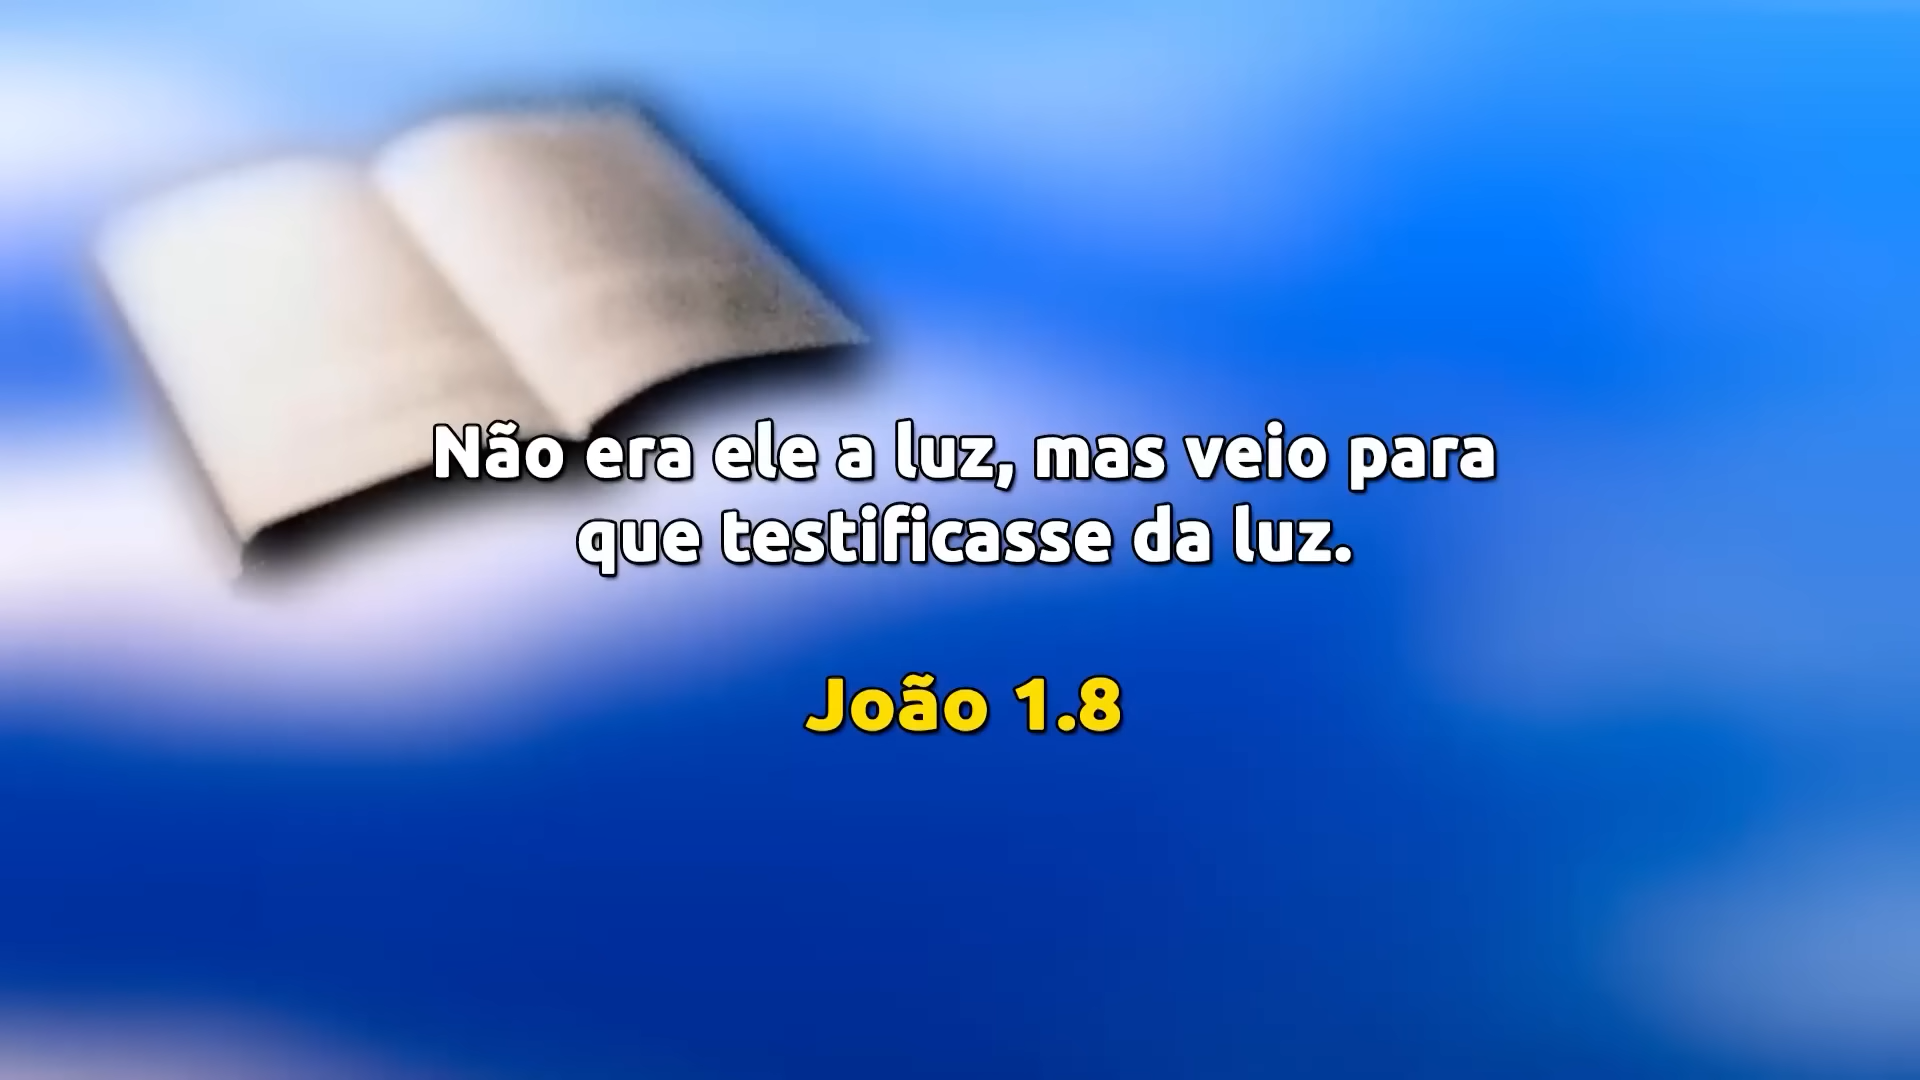 Não era ele a luz, mas veio para
que testificasse da luz.
João 1.8